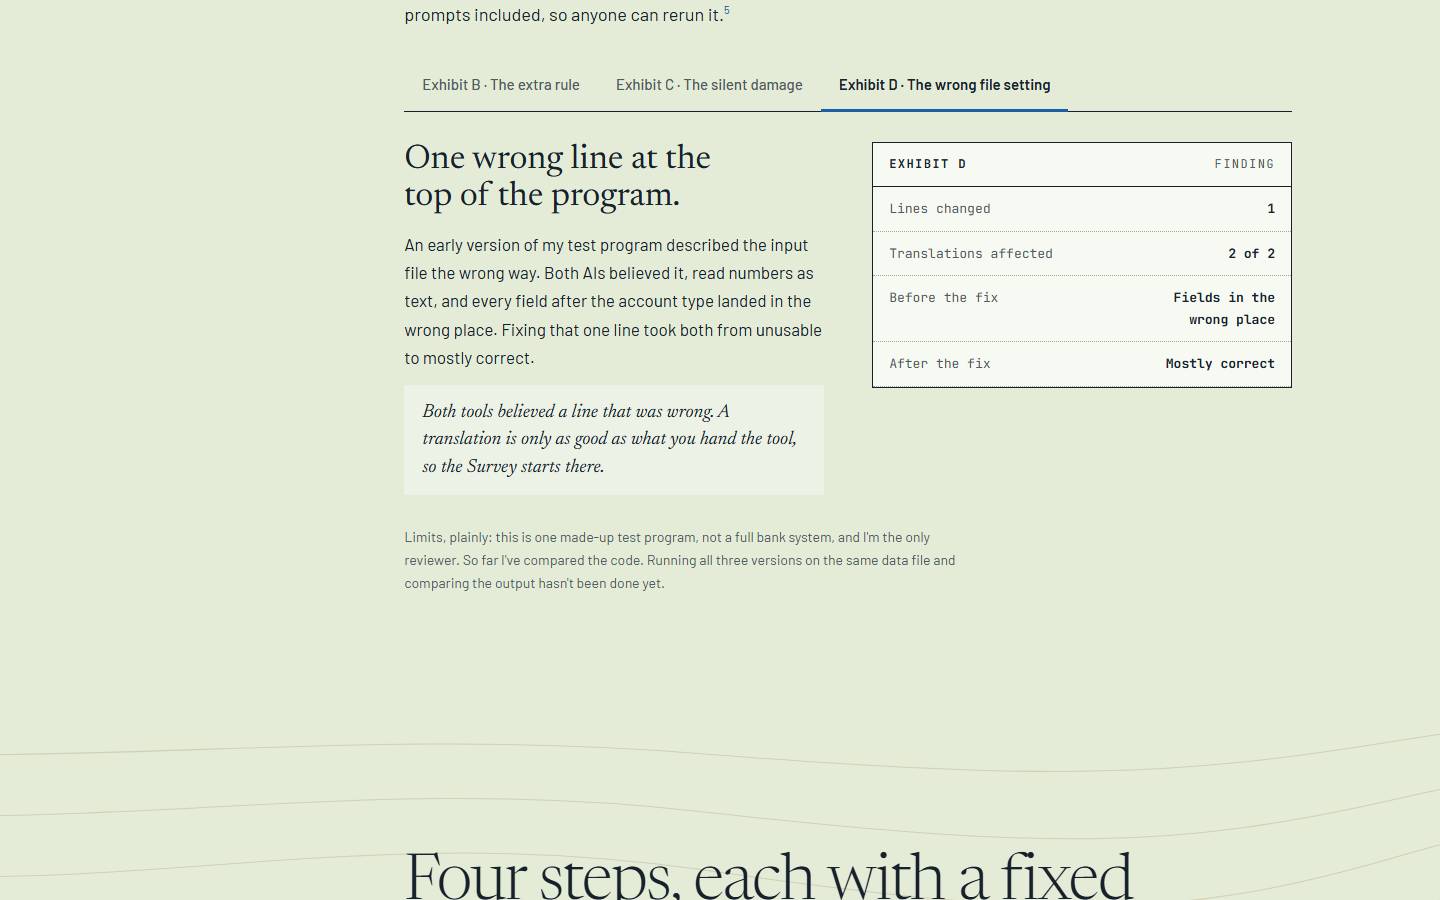 prompts included, so anyone can rerun it.5
Exhibit B · The extra rule
Exhibit C · The silent damage
Exhibit D · The wrong file setting
One wrong line at the
top of the program.
An early version of my test program described the input
file the wrong way. Both AIs believed it, read numbers as
text, and every field after the account type landed in the
wrong place. Fixing that one line took both from unusable
to mostly correct.
Both tools believed a line that was wrong. A
translation is only as good as what you hand the tool,
so the Survey starts there.
EXHIBIT D FINDING
Lines changed 1
Translations affected 2 of 2
Before the fix Fields in the
wrong place
After the fix Mostly correct
Limits, plainly: this is one made-up test program, not a full bank system, and I'm the only
reviewer. So far I've compared the code. Running all three versions on the same data file and
comparing the output hasn't been done yet.
Four steps, each with a fixed